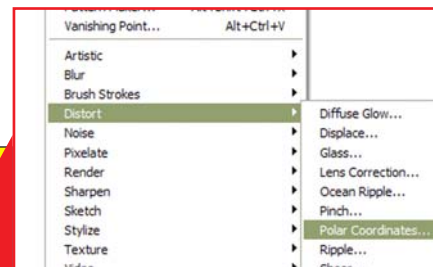 Vanishing Point... Alt+Ctrl+V
Artistic
Blur
Brush Strokes
Distort
Noise
Pixelate
Render
Sharpen
Sketch
Stylize
Texture
Diffuse Glow...
Displace...
Glass...
Lens Correction...
Ocean Ripple...
Pinch...
Polar Coordinates...
Ripple...